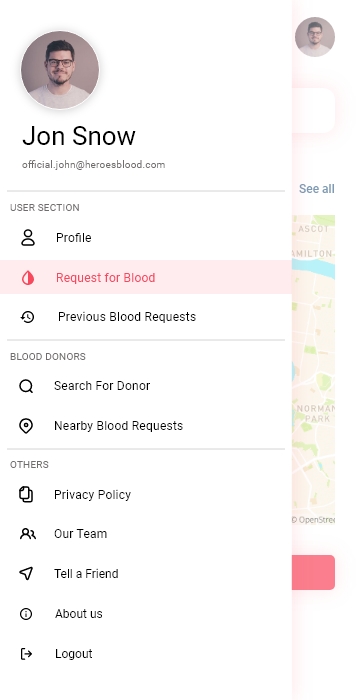 Jon Snow
official.john@heroesblood.com
USER SECTION
Profile
Request for Blood
Previous Blood Requests
BLOOD DONORS
Search For Donor
Nearby Blood Requests
OTHERS
Privacy Policy
Our Team
Tell a Friend
About us
Logout
See all
ASCOT
NORMAN
PARK